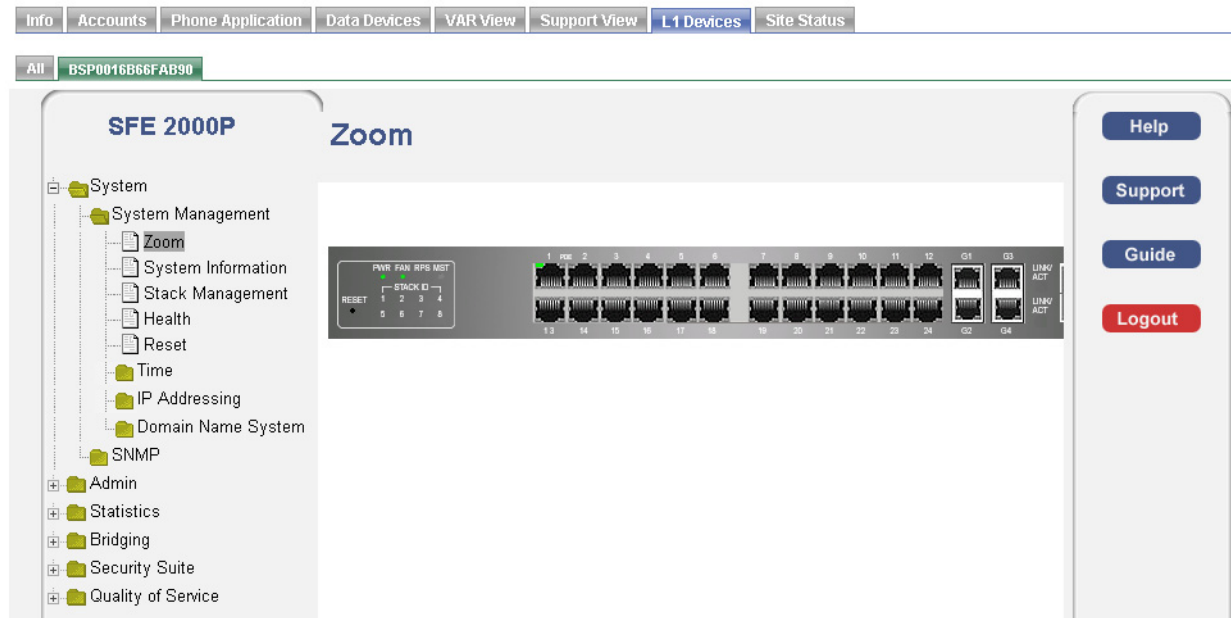 Info Accounts Phone Application Data Devices VAR View Support View L1 Devices Site Status
All BSP0016B66FAB90
SFE 2000P
Zoom
Help
Support
Guide
Logout
System
System Management
Zoom
System Information
Stack Management
Health
Reset
Time
IP Addressing
Domain Name System
SNMP
Admin
Statistics
Bridging
Security Suite
Quality of Service
PWR FAN RPS MST
STACK ID
RESET 1 2 3 4
5 6 7 8
1 POE 2 3 4 5 6 7 8 9 10 11 12 G1 G3
LINK/
ACT
LINK/
ACT
13 14 15 16 17 18 19 20 21 22 23 24 G2 G4